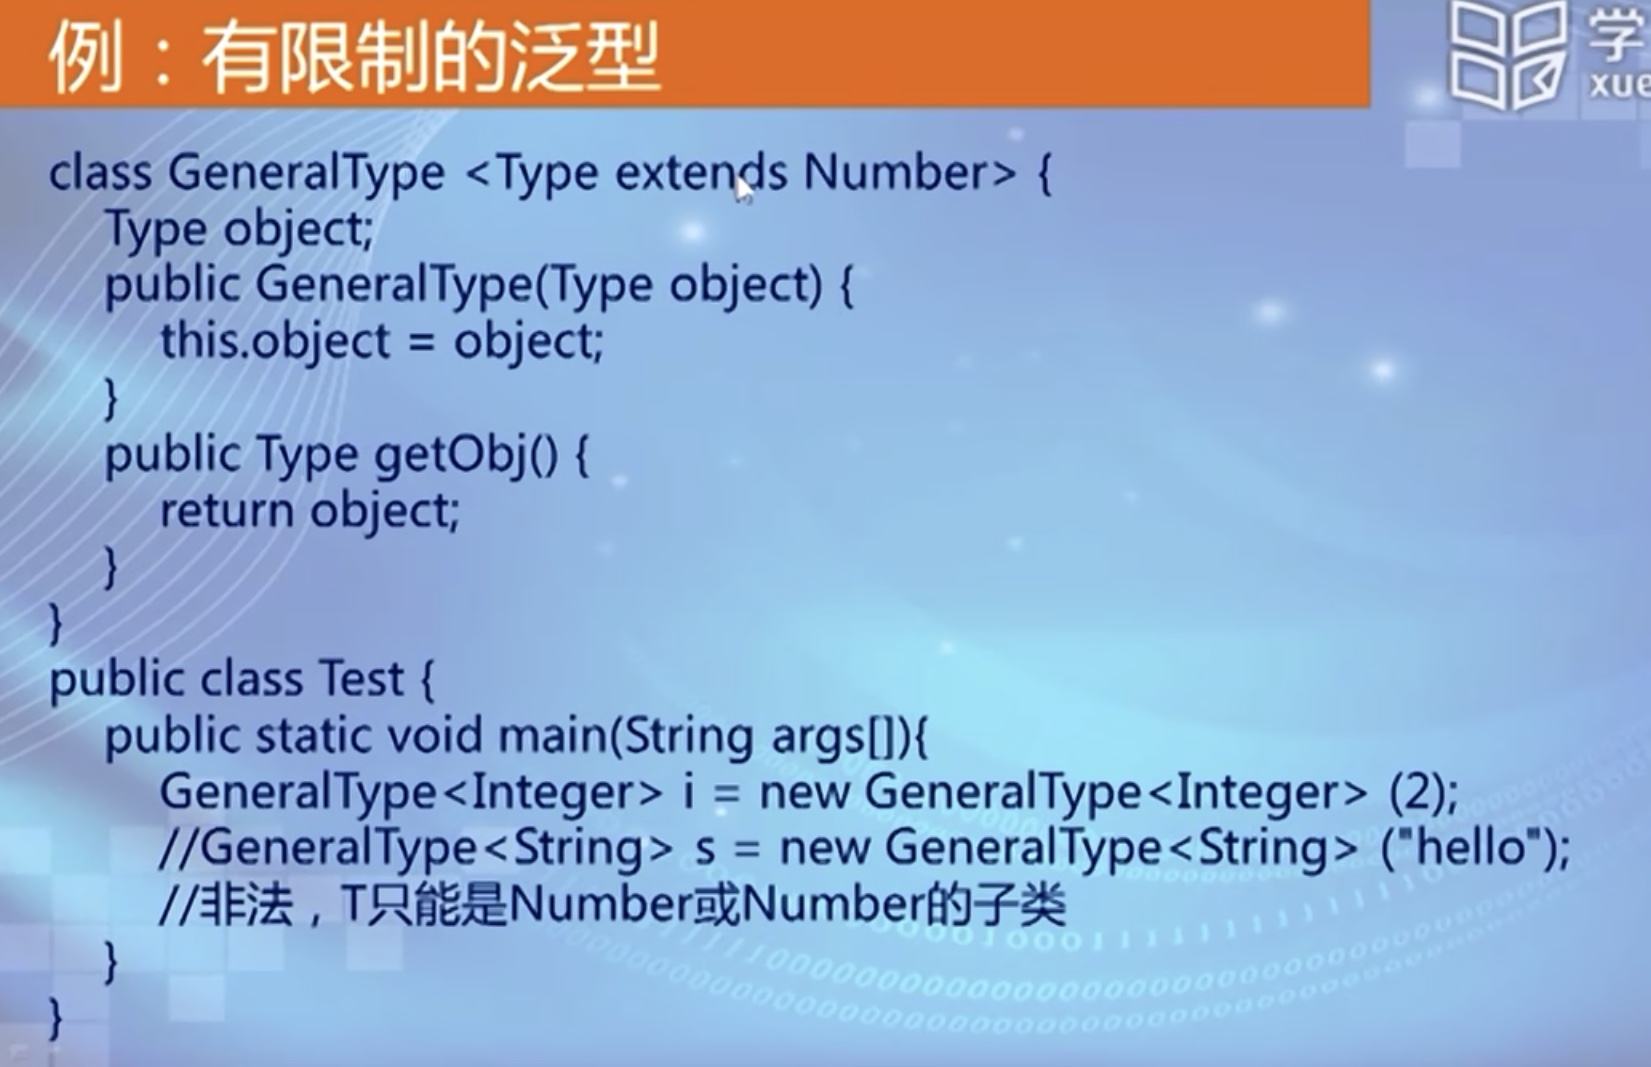 例：有限制的泛型
学
xue
class GeneralType <Type extends Number> {
Type object;
public GeneralType(Type object) {
this.object = object;
}
public Type getObj() {
return object;
}
}
public class Test {
public static void main(String args[]){
GeneralType<Integer> i = new GeneralType<Integer> (2);
//GeneralType<String> s = new GeneralType<String> ("hello");
//非法，T只能是Number或Number的子类
}
}